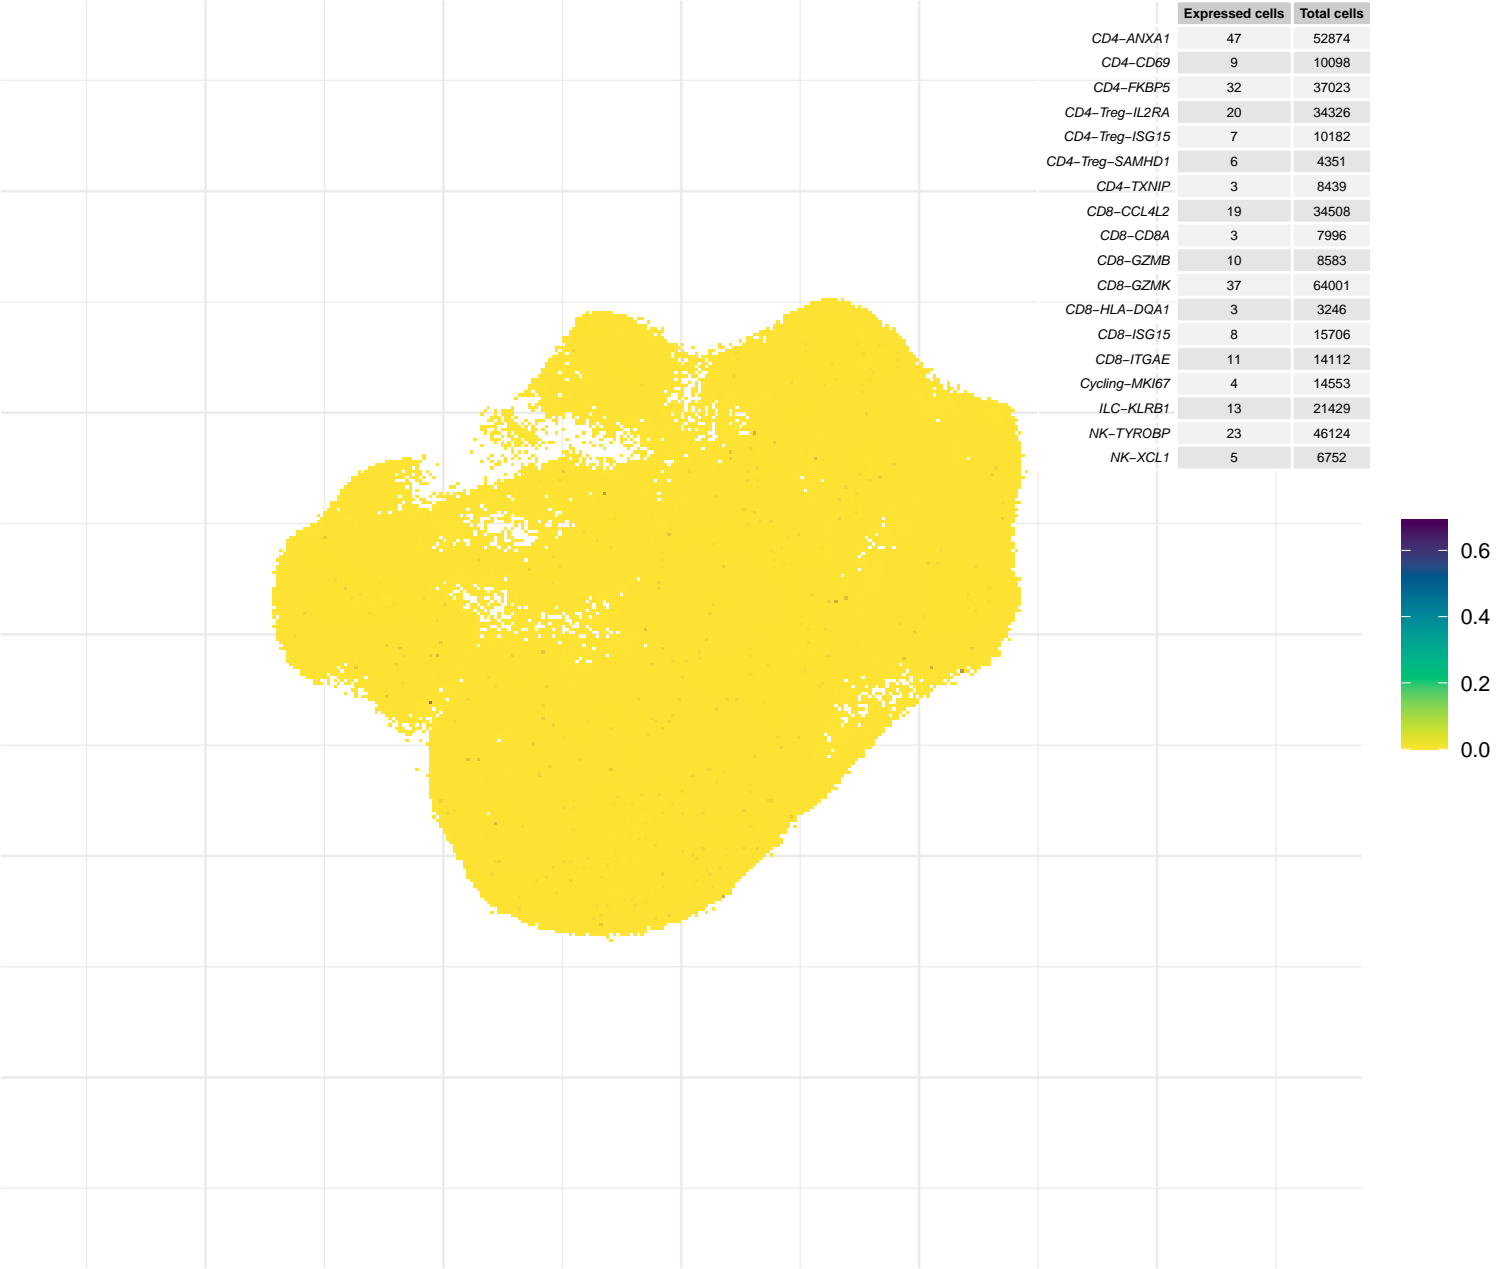 Expressed cells Total cells
CD4−ANXA1 47 52874
CD4−CD69 9 10098
CD4−FKBP5 32 37023
CD4−Treg−IL2RA 20 34326
CD4−Treg−ISG15 7 10182
CD4−Treg−SAMHD1 6 4351
CD4−TXNIP 3 8439
CD8−CCL4L2 19 34508
CD8−CD8A 3 7996
CD8−GZMB 10 8583
CD8−GZMK 37 64001
CD8−HLA−DQA1 3 3246
CD8−ISG15 8 15706
CD8−ITGAE 11 14112
Cycling−MKI67 4 14553
ILC−KLRB1 13 21429
NK−TYROBP 23 46124
NK−XCL1 5 6752
0.6
0.4
0.2
0.0